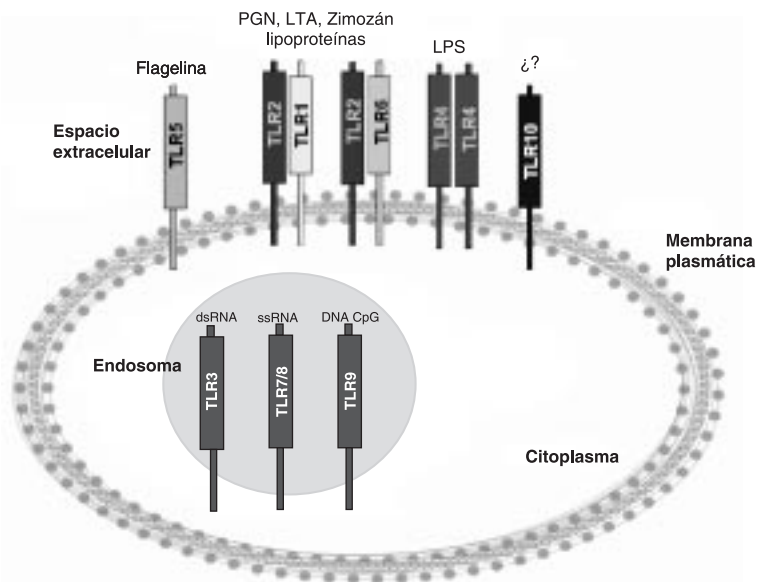 PGN, LTA, Zimozán
lipoproteínas
LPS
¿?
Flagelina
Espacio
extracelular
TLR5
TLR2
TLR1
TLR2
TLR6
TLR4
TLR4
TLR10
Membrana
plasmática
dsRNA
ssRNA
DNA CpG
Endosoma
TLR3
TLR7/8
TLR9
Citoplasma